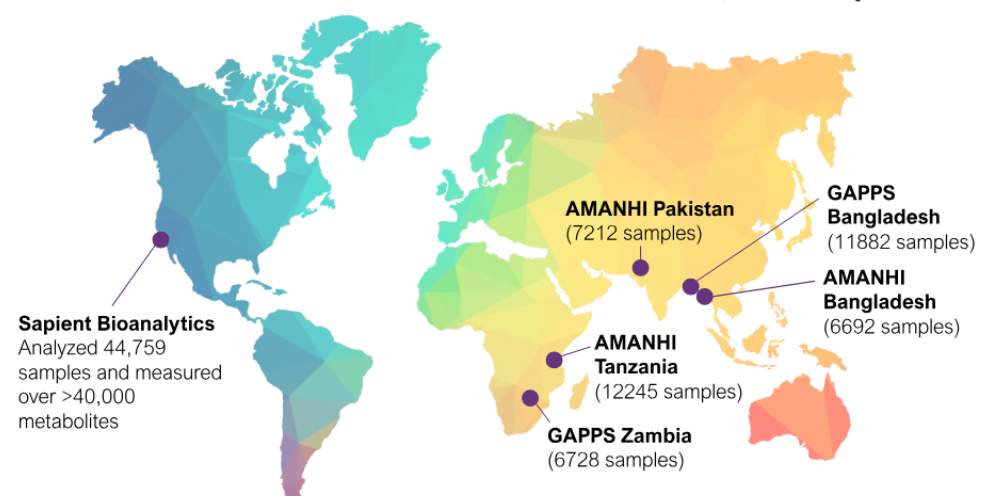 Sapient Bioanalytics
Analyzed 44,759
samples and measured
over >40,000
metabolites
AMANHI Pakistan
(7212 samples)
GAPPS
Bangladesh
(11882 samples)
AMANHI
Bangladesh
(6692 samples)
AMANHI
Tanzania
(12245 samples)
GAPPS Zambia
(6728 samples)